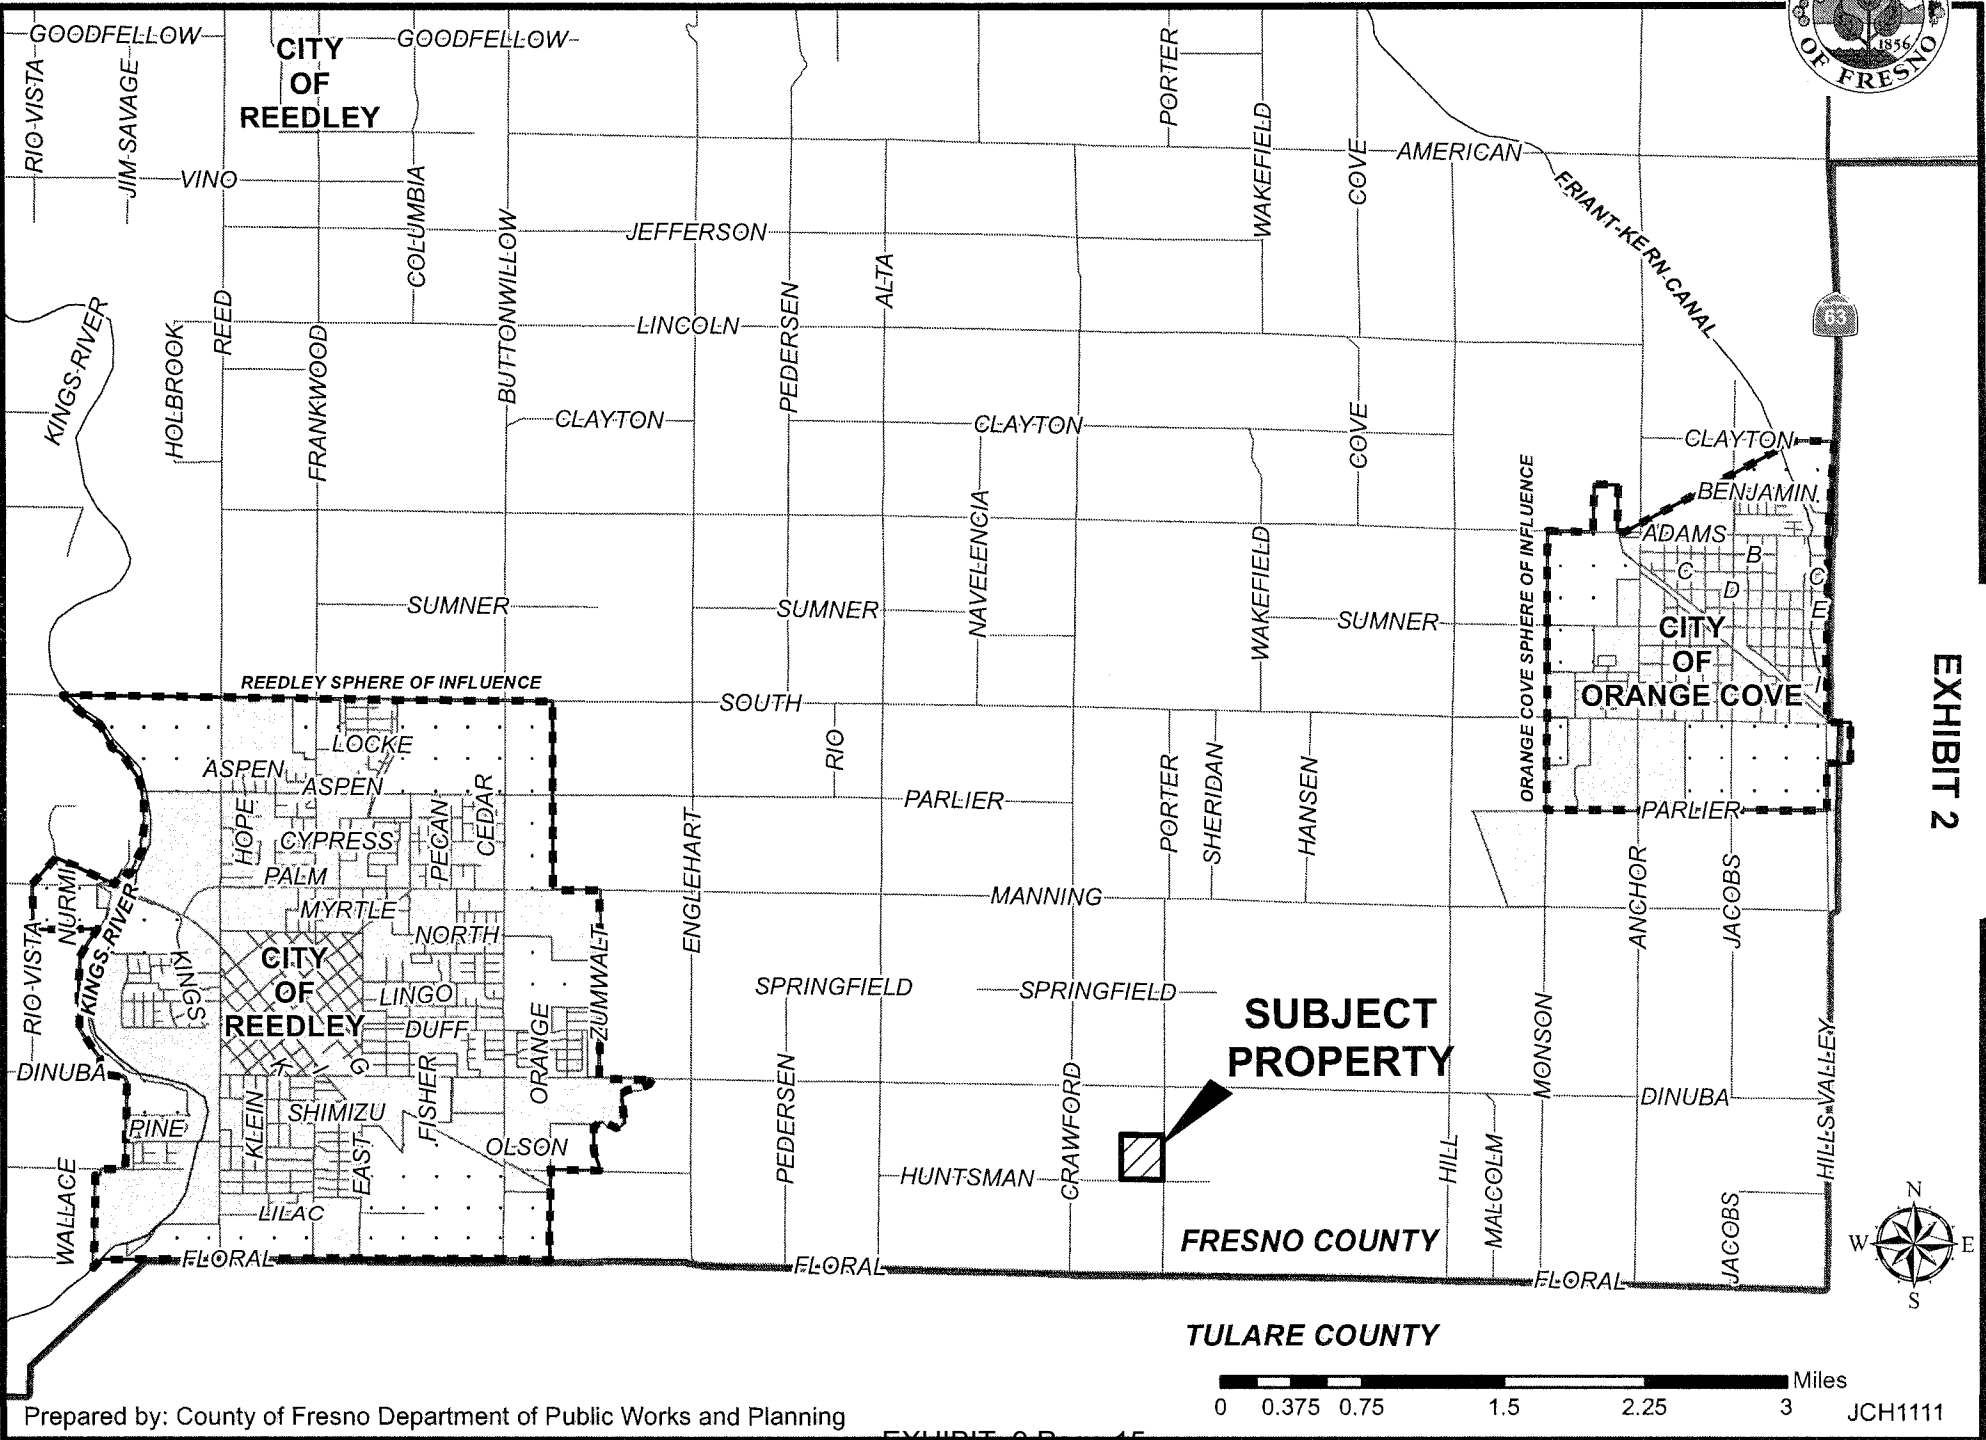 GOODFELLOW
CITY
OF
REEDLEY
GOODFELLOW
RIO VISTA
JIM SAVAGE
PORTER
1856
OF FRESNO
VINO
COLUMBIA
BUTTONWILLOW
WAKEFIELD
COVE
AMERICAN
FRIANT-KERN CANAL
JEFFERSON
ALTA
PEDERSEN
63
KINGS RIVER
HOLBROOK
REED
FRANKWOOD
LINCOLN
CLAYTON
CLAYTON
COVE
CLAYTON
BENJAMIN
ADAMS
B
C
D
C
E
I
NAVELENCIA
WAKEFIELD
ORANGE COVE SPHERE OF INFLUENCE
SUMNER
SUMNER
SUMNER
CITY
OF
ORANGE COVE
EXHIBIT 2
REEDLEY SPHERE OF INFLUENCE
SOUTH
LOCKE
RIO
ASPEN
ASPEN
HOPE
CYPRESS
PECAN
CEDAR
PARLIER
PORTER
SHERIDAN
HANSEN
PARLIER
PALM
MYRTLE
NORTH
ENGLEHART
MANNING
ANCHOR
JACOBS
NURMI
RIO VISTA
KINGS RIVER
KINGS
CITY
OF
REEDLEY
LINGO
DUFF
ZUMWALT
ORANGE
SPRINGFIELD
SPRINGFIELD
SUBJECT
PROPERTY
MONSON
HILLS VALLEY
DINUBA
K
I
G
KLEIN
SHIMIZU
FISHER
PINE
EAST
OLSON
PEDERSEN
CRAWFORD
DINUBA
HUNTSMAN
HILL
MALCOLM
JACOBS
WALLACE
LILAC
FLORAL
FLORAL
FRESNO COUNTY
FLORAL
N
W
E
S
TULARE COUNTY
Miles
0 0.375 0.75 1.5 2.25 3
JCH1111
Prepared by: County of Fresno Department of Public Works and Planning